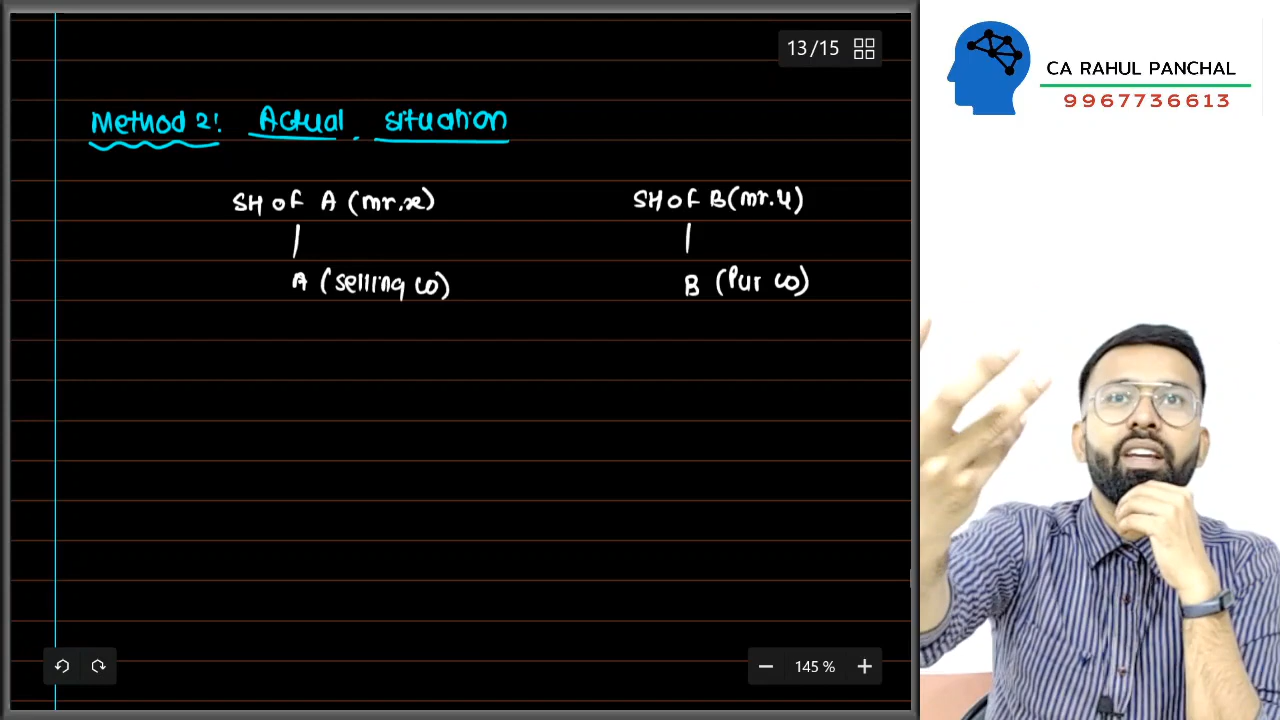 13/15
CA RAHUL PANCHAL
9967736613
Method 2: Actual situation
SH of A (mr.x)
SH of B (mr.y)
A (selling co)
B (Pur co)
145 %